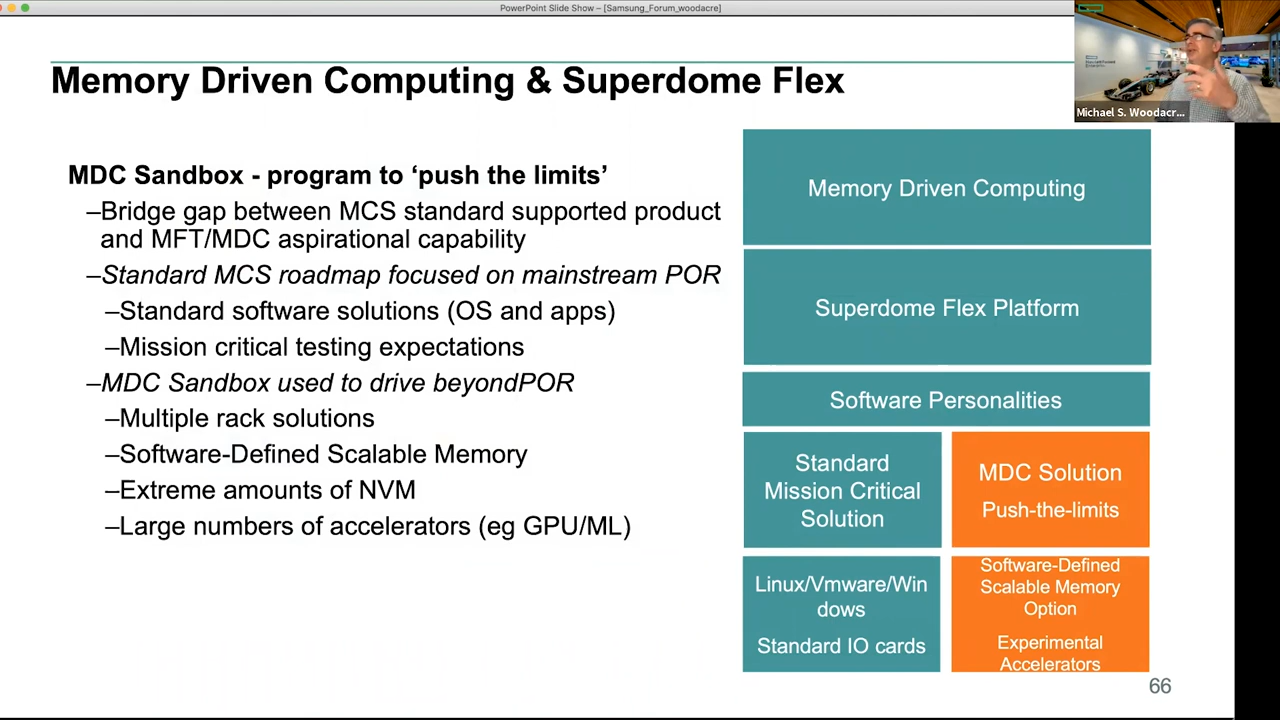 PowerPoint Slide Show – [Samsung_Forum_woodacre]
Michael S. Woodacr...
Memory Driven Computing & Superdome Flex
MDC Sandbox - program to ‘push the limits’
–Bridge gap between MCS standard supported product
and MFT/MDC aspirational capability
–Standard MCS roadmap focused on mainstream POR
–Standard software solutions (OS and apps)
–Mission critical testing expectations
–MDC Sandbox used to drive beyondPOR
–Multiple rack solutions
–Software-Defined Scalable Memory
–Extreme amounts of NVM
–Large numbers of accelerators (eg GPU/ML)
Memory Driven Computing
Superdome Flex Platform
Software Personalities
Standard
Mission Critical
Solution
MDC Solution
Push-the-limits
Linux/Vmware/Win
dows
Standard IO cards
Software-Defined
Scalable Memory
Option
Experimental
Accelerators
66